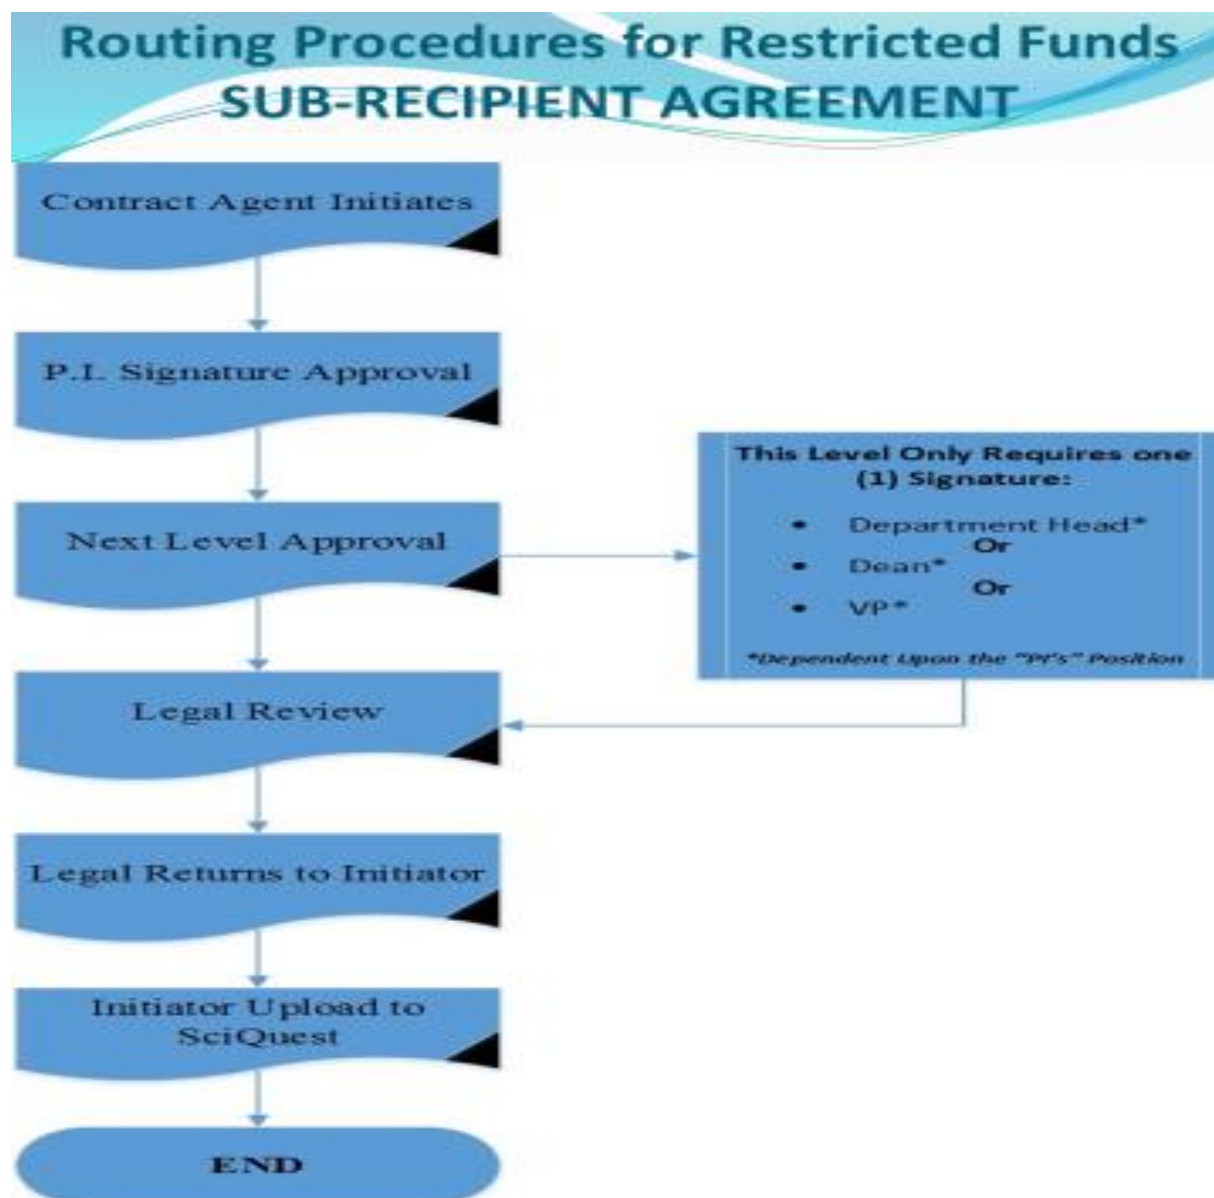 Routing Procedures for Restricted Funds
SUB-RECIPIENT AGREEMENT
Contract Agent Initiates
P.I. Signature Approval
Next Level Approval
This Level Only Requires one
(1) Signature:
• Department Head*
Or
• Dean*
Or
• VP*
*Dependent Upon the "PI's" Position
Legal Review
Legal Returns to Initiator
Initiator Upload to
SciQuest
END